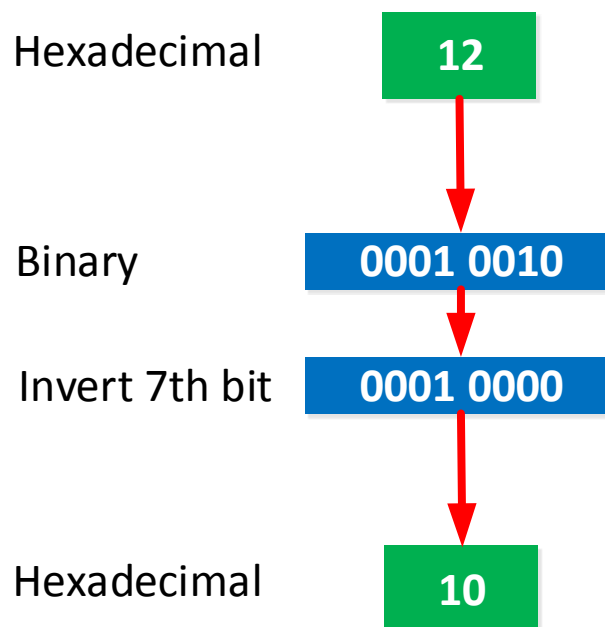 Hexadecimal 12
Binary 0001 0010
Invert 7th bit 0001 0000
Hexadecimal 10